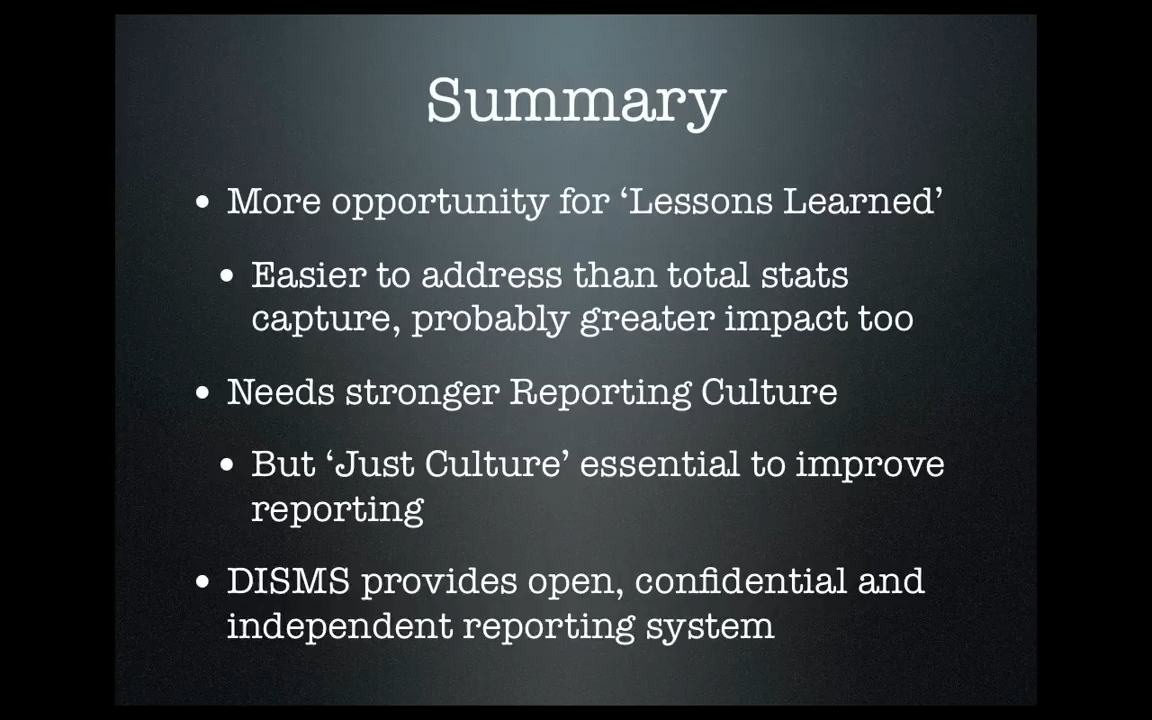 Summary
• More opportunity for ‘Lessons Learned’
• Easier to address than total stats
capture, probably greater impact too
• Needs stronger Reporting Culture
• But ‘Just Culture’ essential to improve
reporting
• DISMS provides open, confidential and
independent reporting system